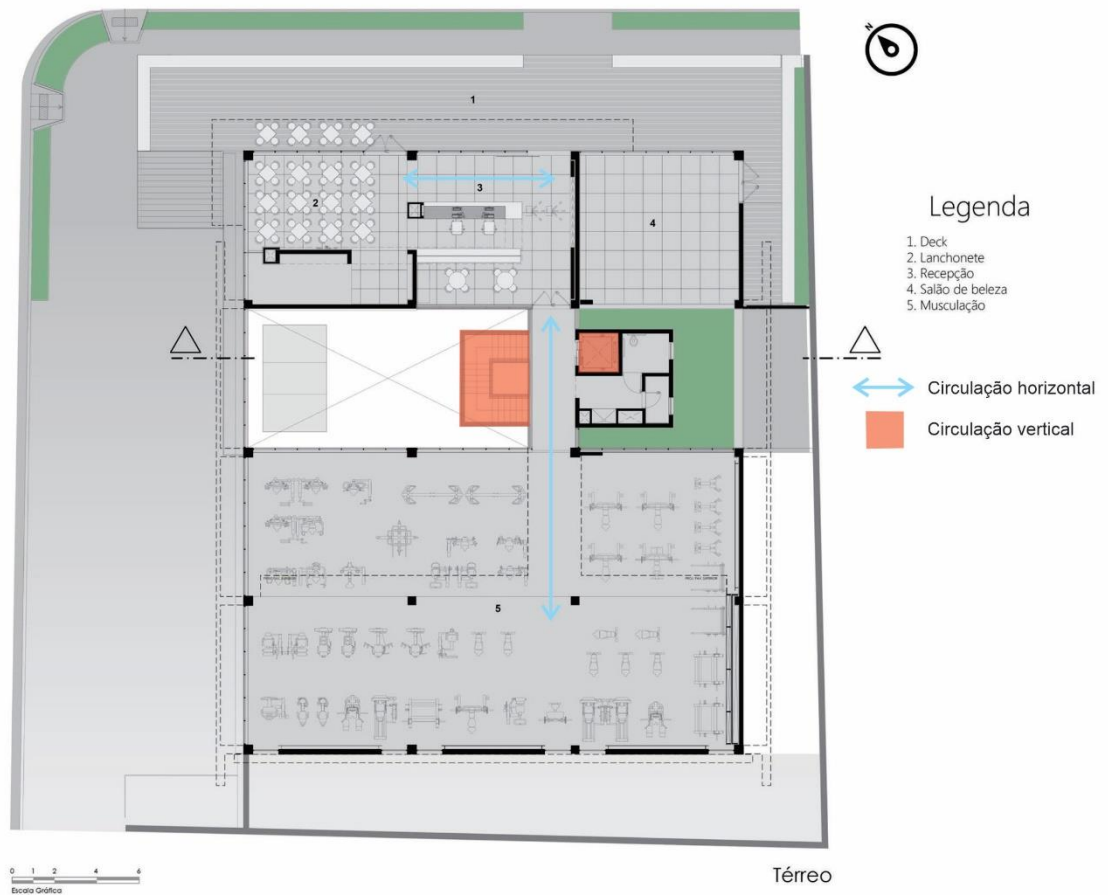 N
1
2
3
4
Legenda
1. Deck
2. Lanchonete
3. Recepção
4. Salão de beleza
5. Musculação
Circulação horizontal
Circulação vertical
5
0 1 2 4 6
Escala Gráfica
Térreo